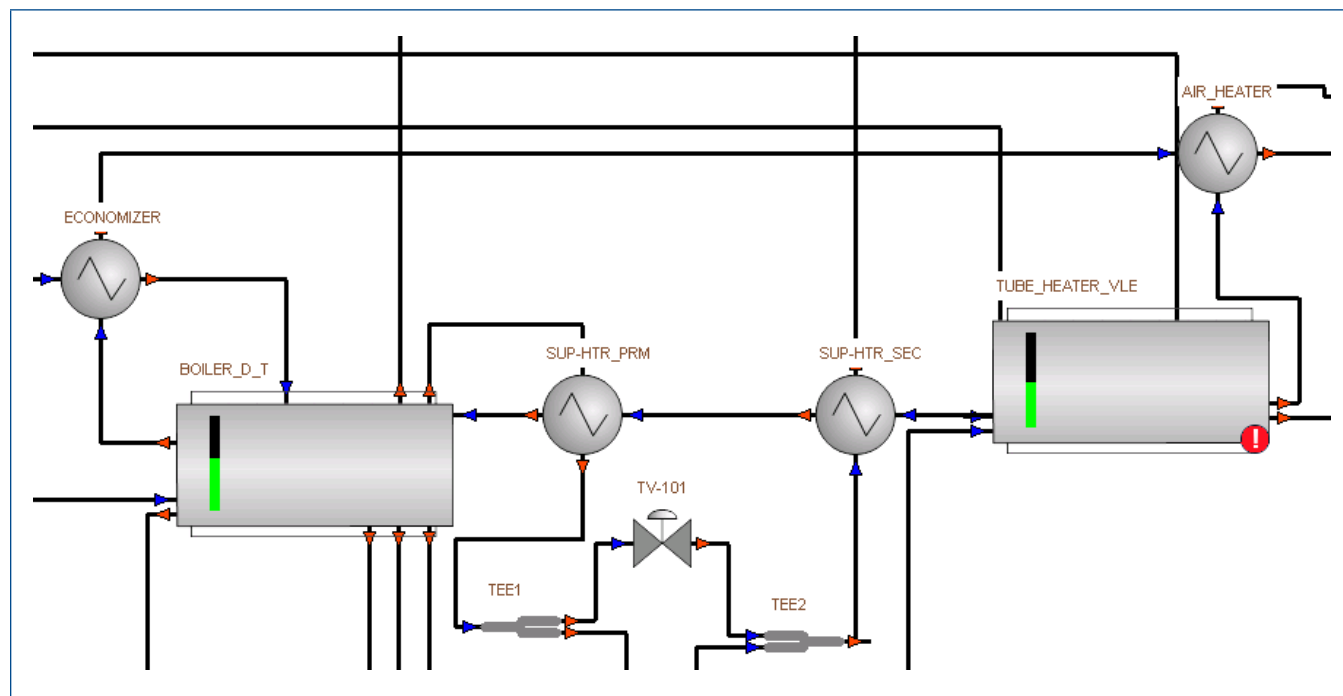 AIR_HEATER
ECONOMIZER
TUBE_HEATER_VLE
SUP-HTR_PRM
SUP-HTR_SEC
BOILER_D_T
TV-101
TEE1
TEE2
!